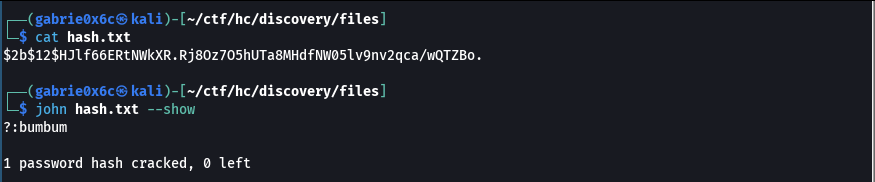 ┌──(gabrie0x6c㉿kali)-[~/ctf/hc/discovery/files]
└─$ cat hash.txt
$2b$12$HJlf66ERtNWkXR.Rj8Oz7O5hUTa8MHdfNW05lv9nv2qca/wQTZBo.
┌──(gabrie0x6c㉿kali)-[~/ctf/hc/discovery/files]
└─$ john hash.txt --show
?:bumbum
1 password hash cracked, 0 left